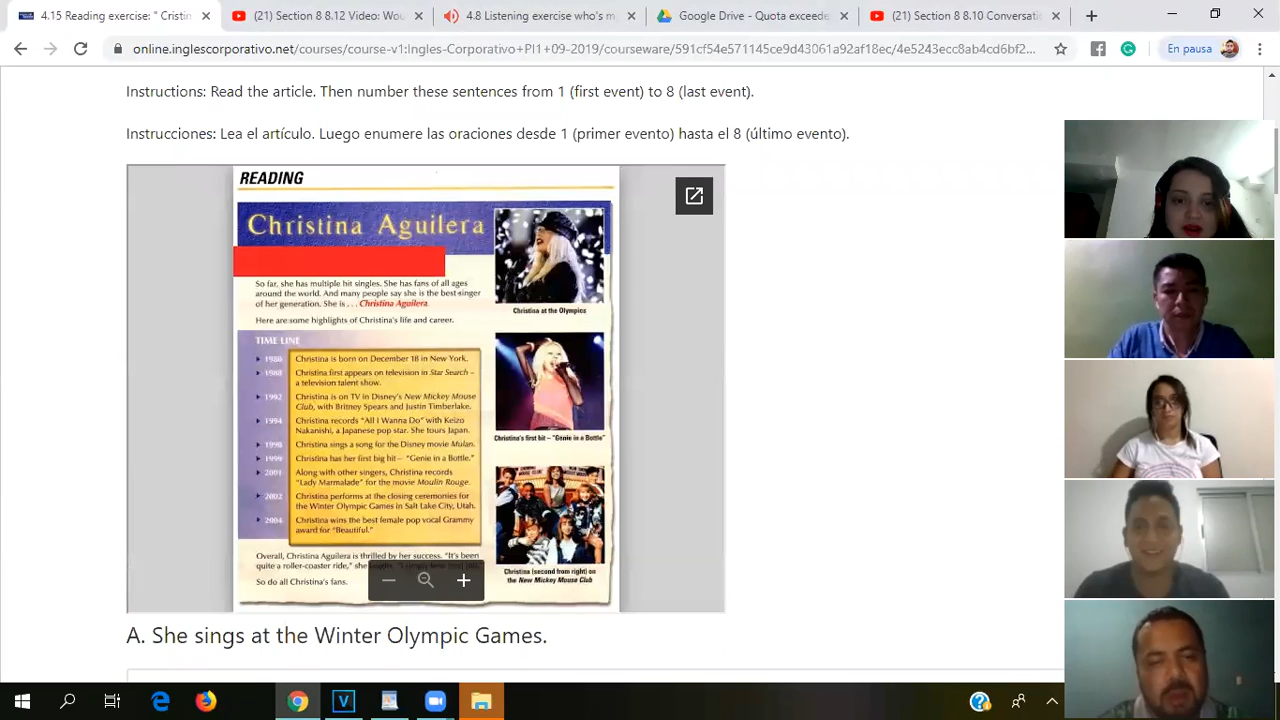 4.15 Reading exercise: " Cristin
(21) Section 8 8.12 Video: Wou
4.8 Listening exercise who's m
Google Drive - Quota exceede
(21) Section 8 8.10 Conversati
online.inglescorporativo.net/courses/course-v1:Ingles-Corporativo+PI1+09-2019/courseware/591cf54e571145ce9d43061a92af18ec/4e5243ecc8ab4cd6bf2...
En pausa
Instructions: Read the article. Then number these sentences from 1 (first event) to 8 (last event).
Instrucciones: Lea el artículo. Luego enumere las oraciones desde 1 (primer evento) hasta el 8 (último evento).
READING
Christina Aguilera
So far, she has multiple hit singles. She has fans of all ages
around the world. And many people say she is the best singer
of her generation. She is . . . Christina Aguilera.
Here are some highlights of Christina's life and career.
Christina at the Olympics
TIME LINE
1980 Christina is born on December 18 in New York.
1988 Christina first appears on television in Star Search –
a television talent show.
1992 Christina is on TV in Disney's New Mickey Mouse
Club, with Britney Spears and Justin Timberlake.
1994 Christina records "All I Wanna Do" with Keizo
Nakanishi, a Japanese pop star. She tours Japan.
1998 Christina sings a song for the Disney movie Mulan.
1999 Christina has her first big hit – "Genie in a Bottle."
2001 Along with other singers, Christina records
"Lady Marmalade" for the movie Moulin Rouge.
2002 Christina performs at the closing ceremonies for
the Winter Olympic Games in Salt Lake City, Utah.
2004 Christina wins the best female pop vocal Grammy
award for "Beautiful."
Christina's first hit – "Genie in a Bottle"
Overall, Christina Aguilera is thrilled by her success. "It's been
quite a roller-coaster ride," she
So do all Christina's fans.
Christina (second from right) on
the New Mickey Mouse Club
A. She sings at the Winter Olympic Games.